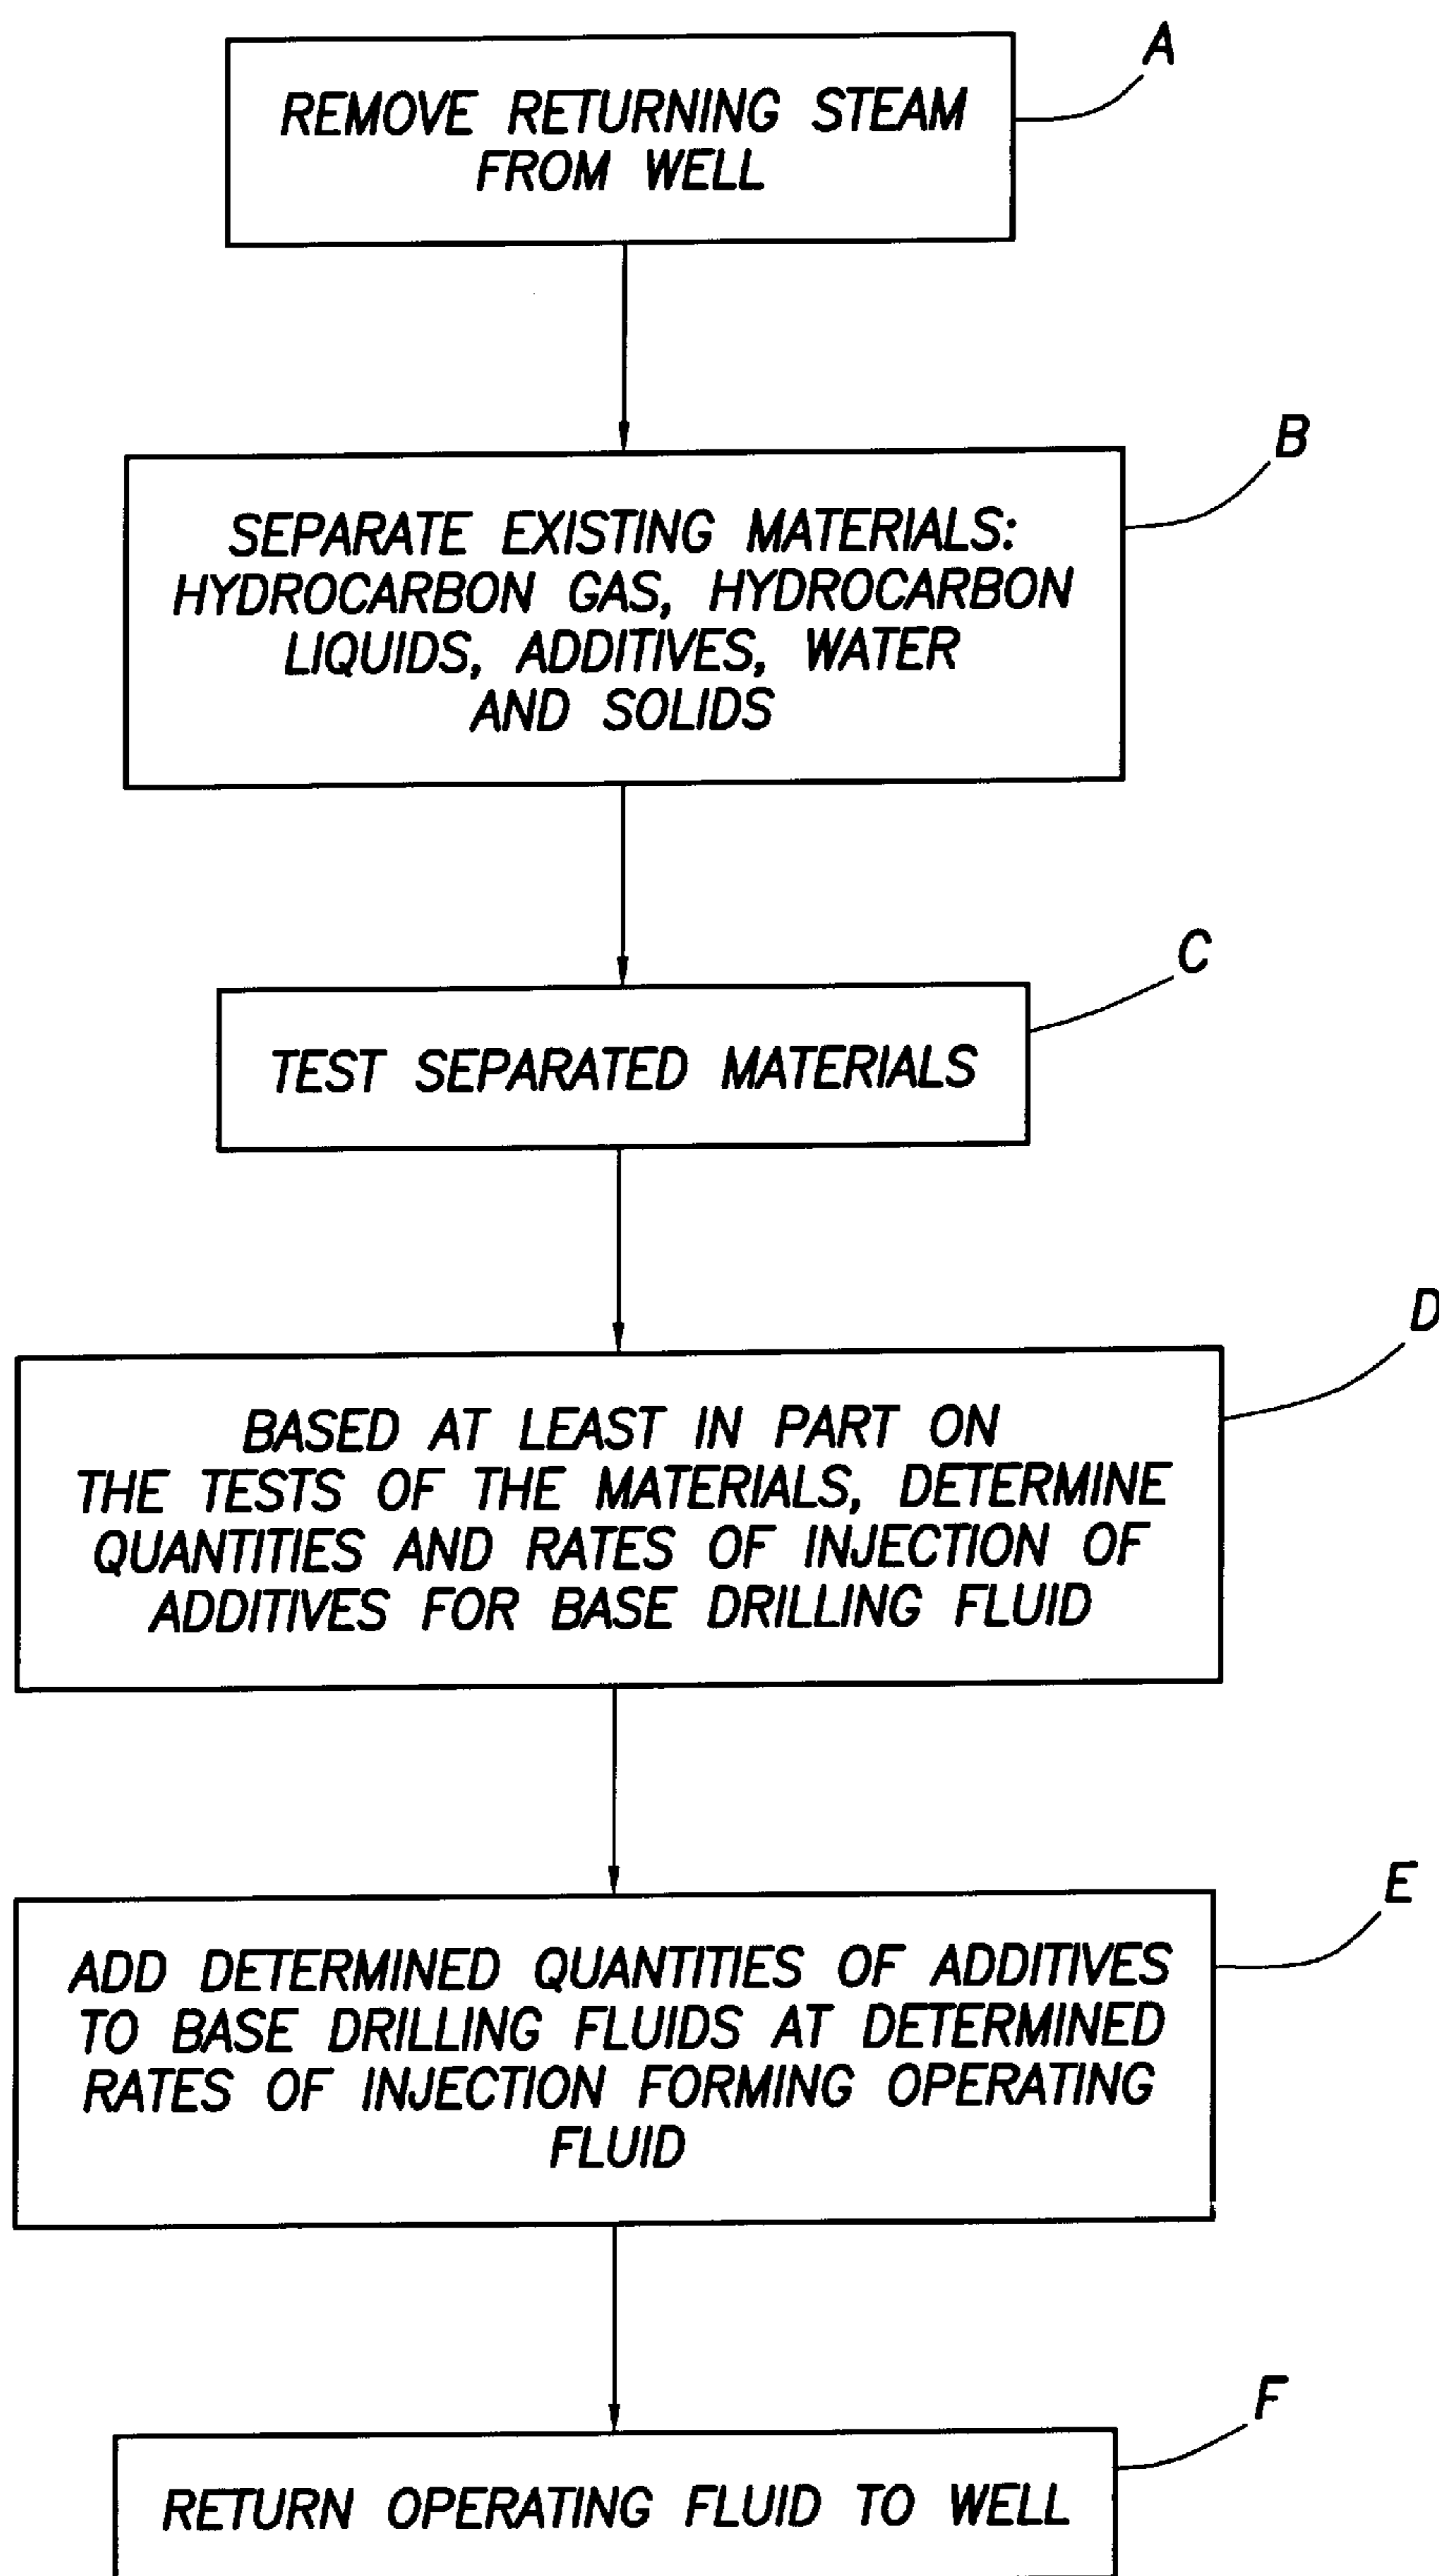 A
REMOVE RETURNING STEAM
FROM WELL
B
SEPARATE EXISTING MATERIALS:
HYDROCARBON GAS, HYDROCARBON
LIQUIDS, ADDITIVES, WATER
AND SOLIDS
C
TEST SEPARATED MATERIALS
D
BASED AT LEAST IN PART ON
THE TESTS OF THE MATERIALS, DETERMINE
QUANTITIES AND RATES OF INJECTION OF
ADDITIVES FOR BASE DRILLING FLUID
E
ADD DETERMINED QUANTITIES OF ADDITIVES
TO BASE DRILLING FLUIDS AT DETERMINED
RATES OF INJECTION FORMING OPERATING
FLUID
F
RETURN OPERATING FLUID TO WELL